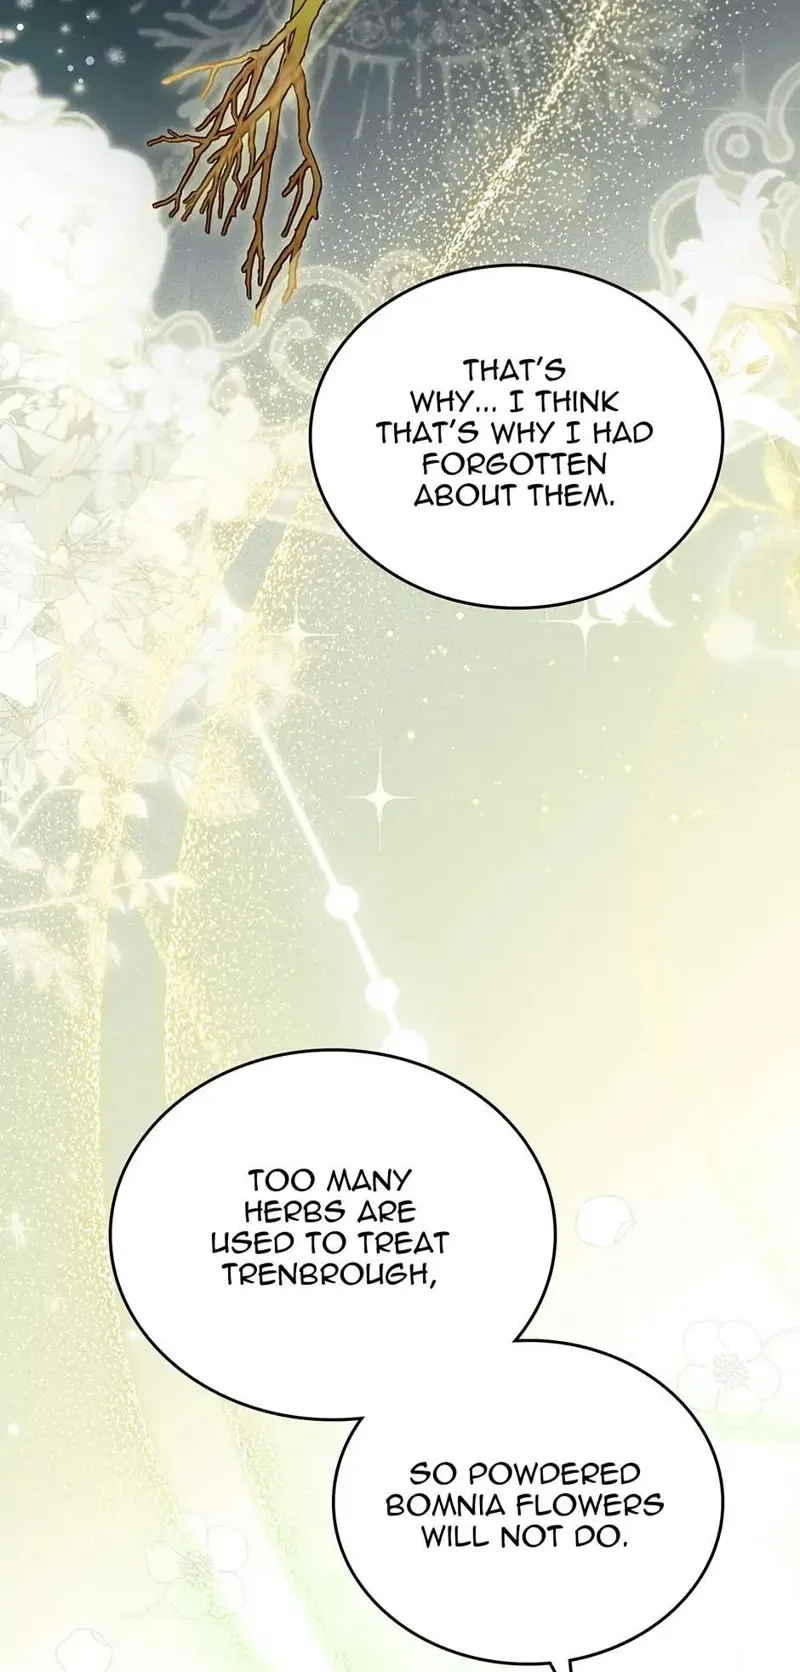 THAT'S
WHY... I THINK
THAT'S WHY I HAD
FORGOTTEN
ABOUT THEM.
TOO MANY
HERBS ARE
USED TO TREAT
TRENBROUGH,
SO POWDERED
BOMNIA FLOWERS
WILL NOT DO.